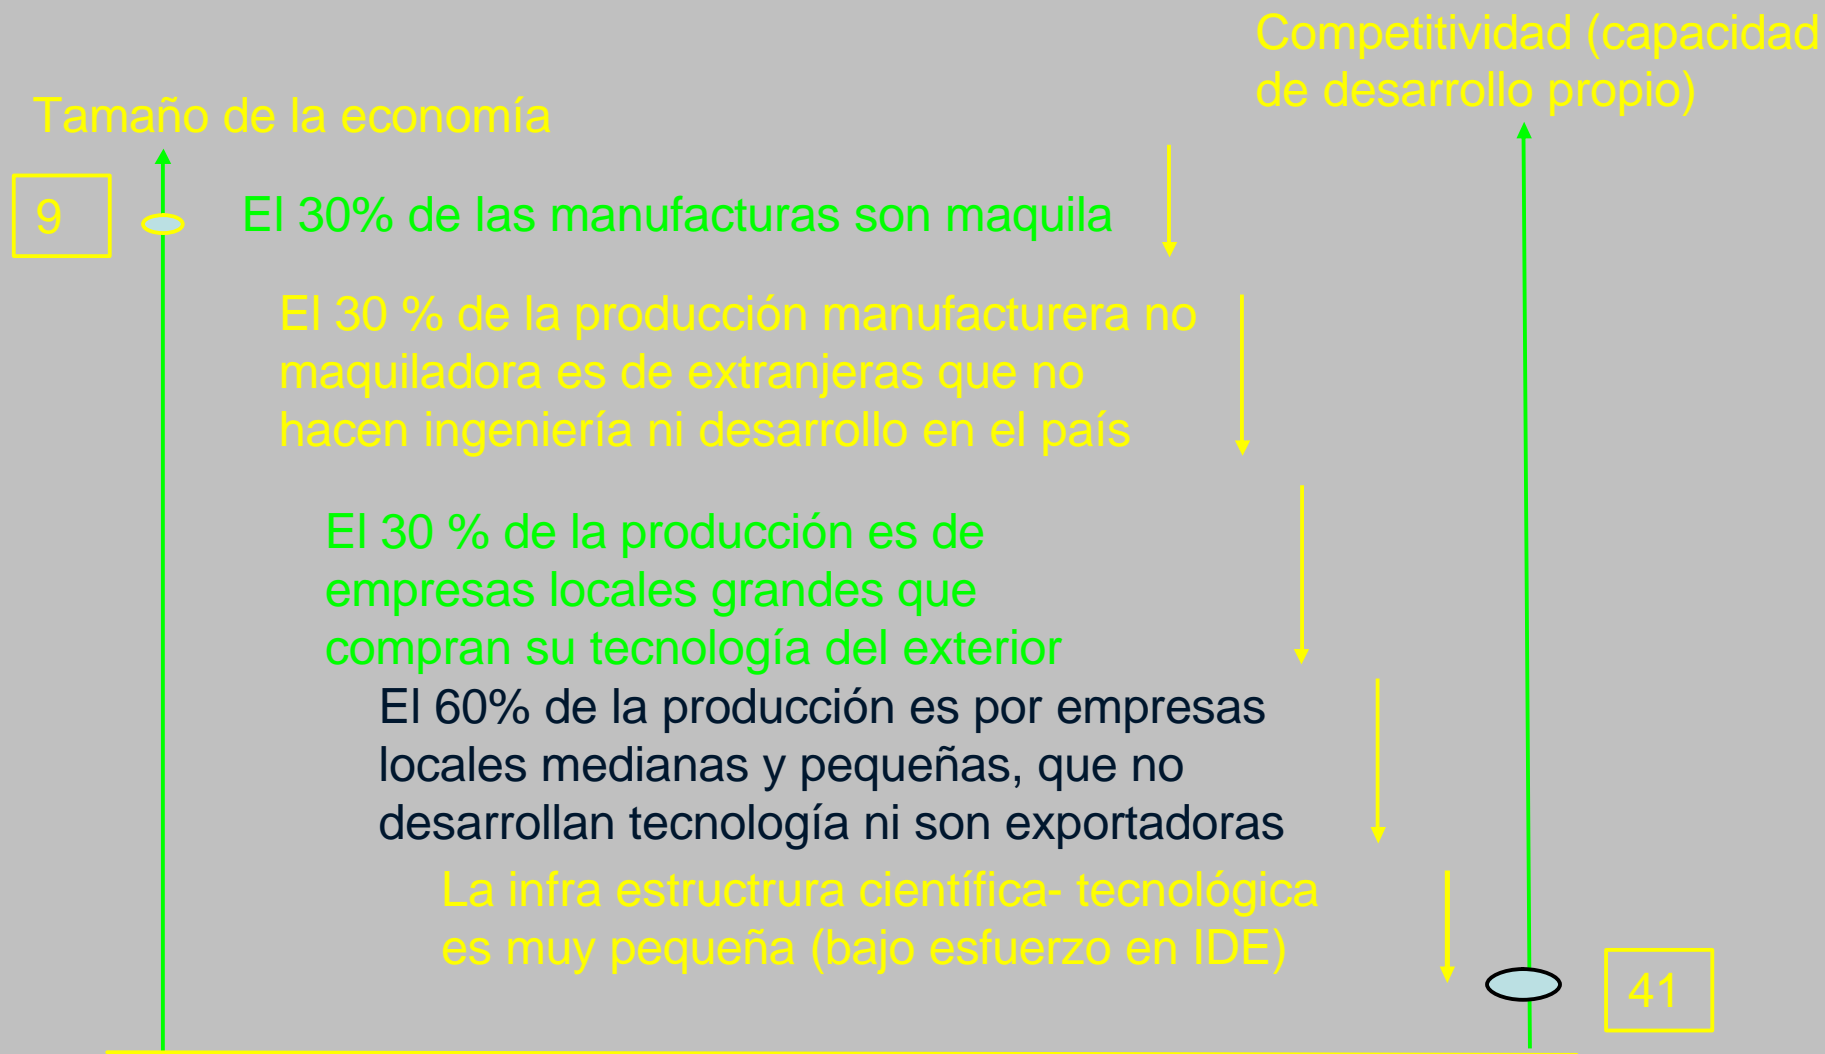 Competitividad (capacidad
de desarrollo propio)
Tamaño de la economía
9
El 30% de las manufacturas son maquila
El 30 % de la producción manufacturera no
maquiladora es de extranjeras que no
hacen ingeniería ni desarrollo en el país
El 30 % de la producción es de
empresas locales grandes que
compran su tecnología del exterior
El 60% de la producción es por empresas
locales medianas y pequeñas, que no
desarrollan tecnología ni son exportadoras
La infra estructrura científica- tecnológica
es muy pequeña (bajo esfuerzo en IDE)
41